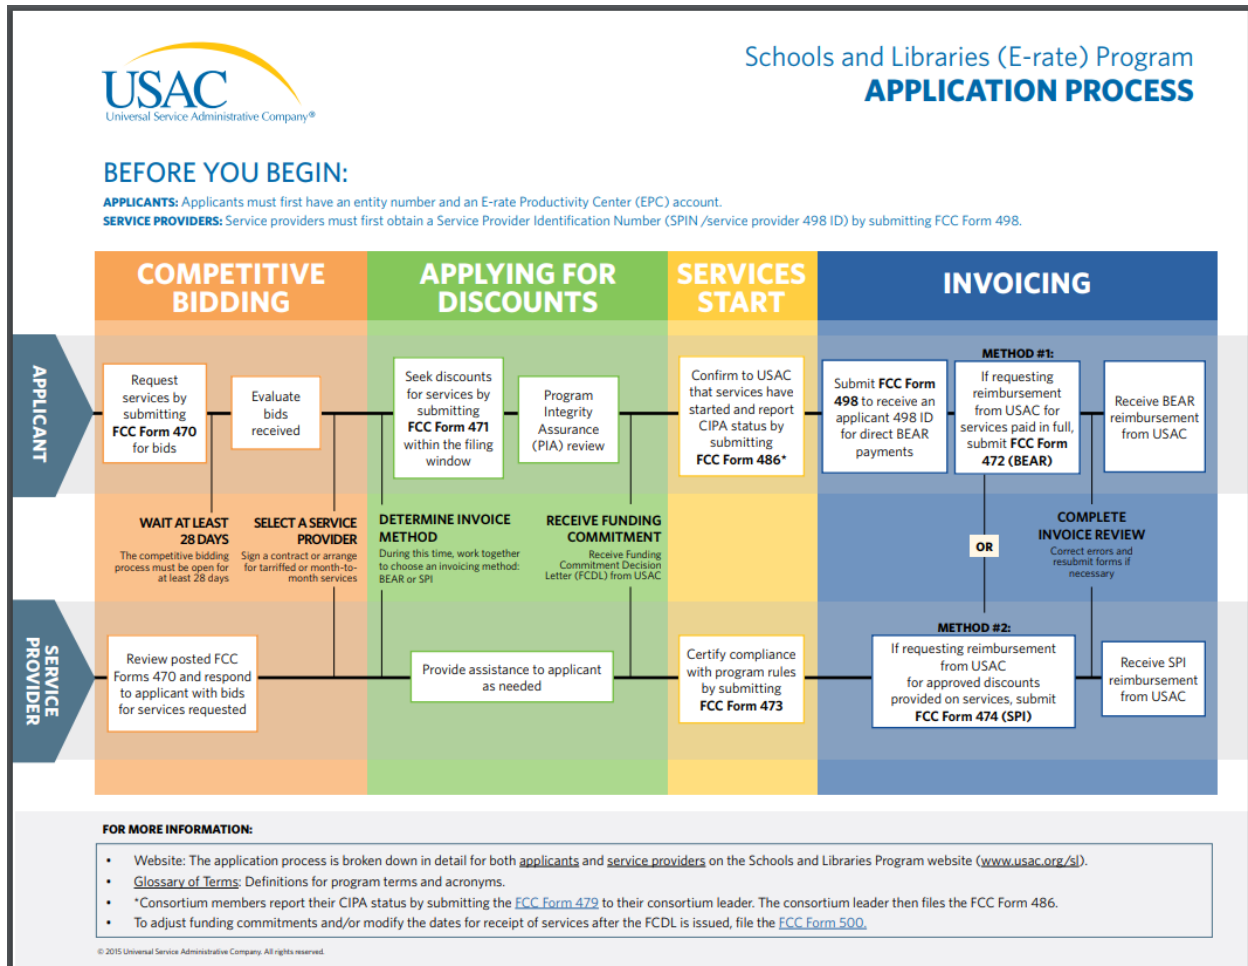 USAC
Universal Service Administrative Company®
Schools and Libraries (E-rate) Program
APPLICATION PROCESS
BEFORE YOU BEGIN:
APPLICANTS: Applicants must first have an entity number and an E-rate Productivity Center (EPC) account.
SERVICE PROVIDERS: Service providers must first obtain a Service Provider Identification Number (SPIN /service provider 498 ID) by submitting FCC Form 498.
COMPETITIVE
BIDDING
APPLYING FOR
DISCOUNTS
SERVICES
START
INVOICING
APPLICANT
Request
services by
submitting
FCC Form 470
for bids
Evaluate
bids
received
Seek discounts
for services by
submitting
FCC Form 471
within the filing
window
Program
Integrity
Assurance
(PIA) review
Confirm to USAC
that services have
started and report
CIPA status by
submitting
FCC Form 486*
Submit FCC Form
498 to receive an
applicant 498 ID
for direct BEAR
payments
METHOD #1:
If requesting
reimbursement
from USAC for
services paid in full,
submit FCC Form
472 (BEAR)
Receive BEAR
reimbursement
from USAC
WAIT AT LEAST
28 DAYS
The competitive bidding
process must be open for
at least 28 days
SELECT A SERVICE
PROVIDER
Sign a contract or arrange
for tarriffed or month-to-
month services
DETERMINE INVOICE
METHOD
During this time, work together
to choose an invoicing method:
BEAR or SPI
RECEIVE FUNDING
COMMITMENT
Receive Funding
Commitment Decision
Letter (FCDL) from USAC
OR
COMPLETE
INVOICE REVIEW
Correct errors and
resubmit forms if
necessary
SERVICE
PROVIDER
Review posted FCC
Forms 470 and respond
to applicant with bids
for services requested
Provide assistance to applicant
as needed
Certify compliance
with program rules
by submitting
FCC Form 473
METHOD #2:
If requesting reimbursement
from USAC
for approved discounts
provided on services, submit
FCC Form 474 (SPI)
Receive SPI
reimbursement
from USAC
FOR MORE INFORMATION:
• Website: The application process is broken down in detail for both applicants and service providers on the Schools and Libraries Program website (www.usac.org/sl).
• Glossary of Terms: Definitions for program terms and acronyms.
• *Consortium members report their CIPA status by submitting the FCC Form 479 to their consortium leader. The consortium leader then files the FCC Form 486.
• To adjust funding commitments and/or modify the dates for receipt of services after the FCDL is issued, file the FCC Form 500.
© 2015 Universal Service Administrative Company. All rights reserved.